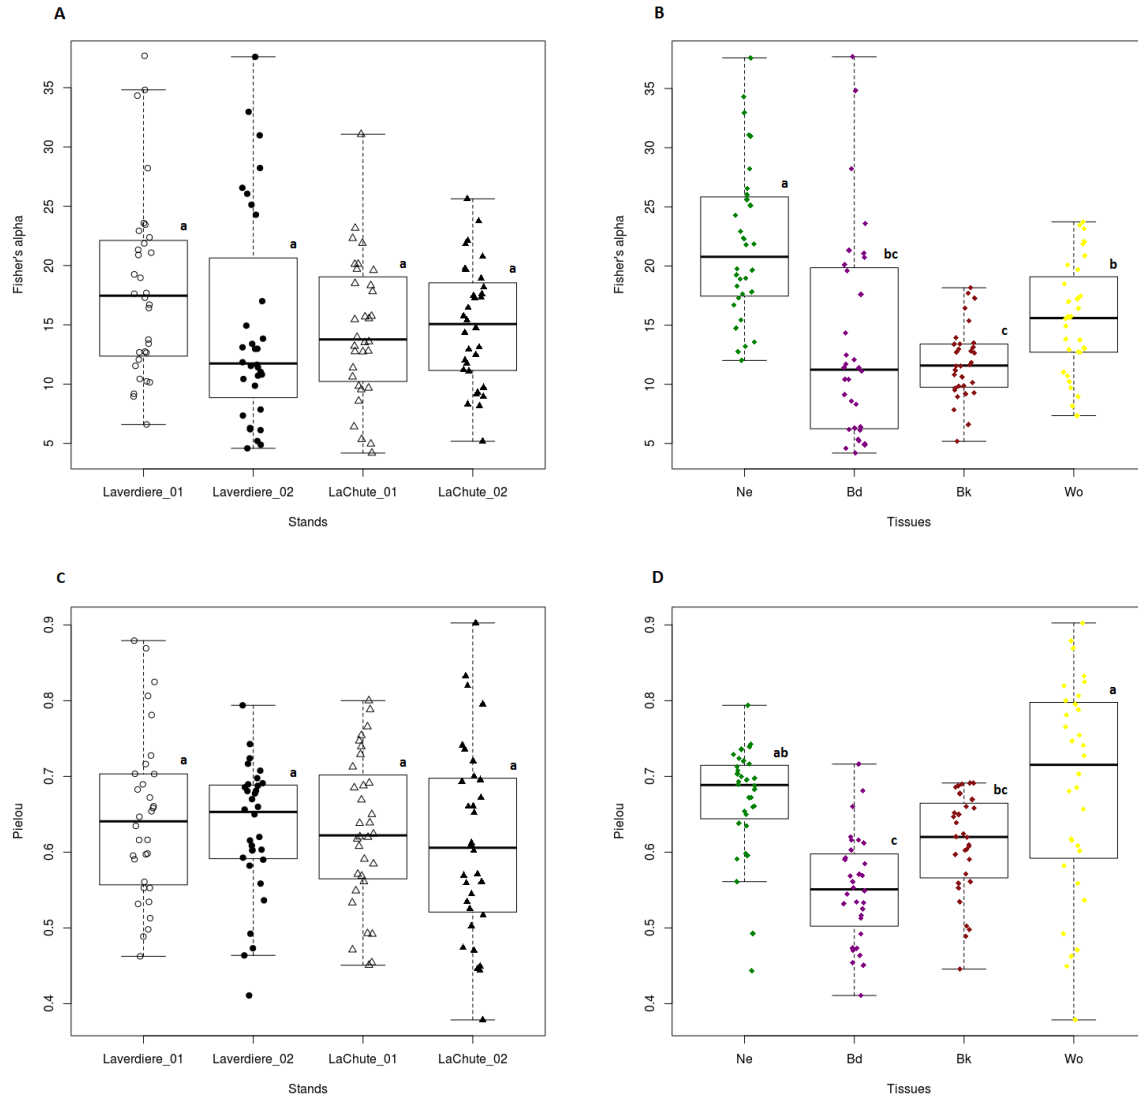 A
Fisher's alpha
35
30
25
20
15
10
5
a
a
a
a
Laverdiere_01 Laverdiere_02 LaChute_01 LaChute_02
Stands
B
Fisher's alpha
35
30
25
20
15
10
5
a
bc
c
b
Ne Bd Bk Wo
Tissues
C
Pielou
0.9
0.8
0.7
0.6
0.5
0.4
a
a
a
a
Laverdiere_01 Laverdiere_02 LaChute_01 LaChute_02
Stands
D
Pielou
0.9
0.8
0.7
0.6
0.5
0.4
ab
c
bc
a
Ne Bd Bk Wo
Tissues